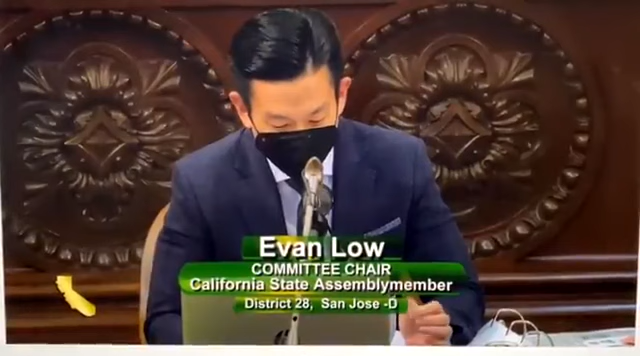 Evan Low
COMMITTEE CHAIR
California State Assemblymember
District 28,  San Jose -D